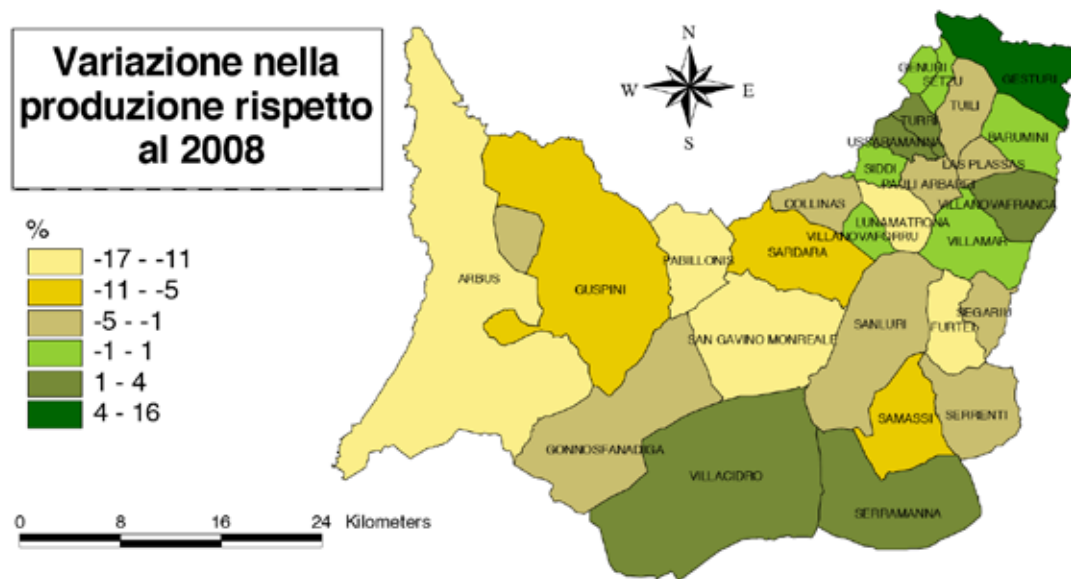 Variazione nella
produzione rispetto
al 2008
%
-17 - -11
-11 - -5
-5 - -1
-1 - 1
1 - 4
4 - 16
0 8 16 24 Kilometers
N
W E
S
GENURI
SETZU
GESTURI
TUILI
TURRI
USSARAMANNA
BARUMINI
SIDDI
LAS PLASSAS
PAULI ARBAREI
COLLINAS
VILLANOVAFRANCA
LUNAMATRONA
VILLANOVAFORRU
VILLAMAR
SARDARA
PABILLONIS
ARBUS
GUSPINI
SEGARIU
SANLURI
FURTEI
SAN GAVINO MONREALE
SAMASSI
SERRENTI
GONNOSFANADIGA
VILLACIDRO
SERRAMANNA